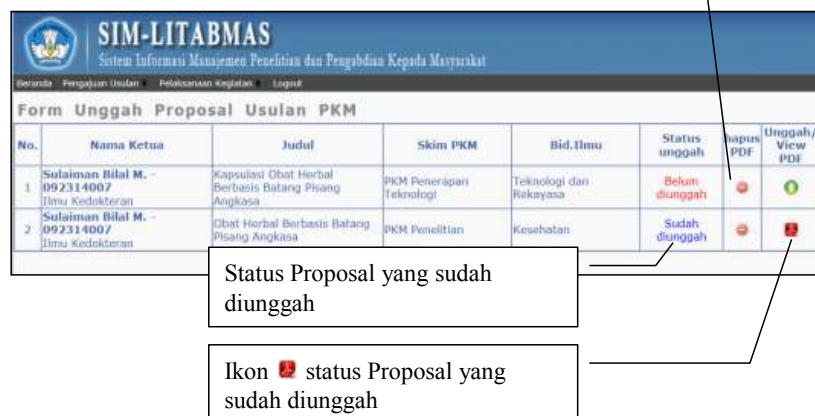 SIM-LITABMAS
Sistem Informasi Manajemen Penelitian dan Pengabdian Kepada Masyarakat
Beranda Pengajuan Usulan Pelaksanaan Kegiatan Logout
Form Unggah Proposal Usulan PKM
No. Nama Ketua Judul Skim PKM Bid.Ilmu Status unggah hapus PDF Unggah/ View PDF
1 Sulaiman Bilal M. - 092314007 Ilmu Kedokteran Kapsulasi Obat Herbal Berbasis Batang Pisang Angkasa PKM Penerapan Teknologi Teknologi dan Rekayasa Belum diunggah
2 Sulaiman Bilal M. - 092314007 Ilmu Kedokteran Obat Herbal Berbasis Batang Pisang Angkasa PKM Penelitian Kesehatan Sudah diunggah
Status Proposal yang sudah
diunggah
Ikon status Proposal yang
sudah diunggah